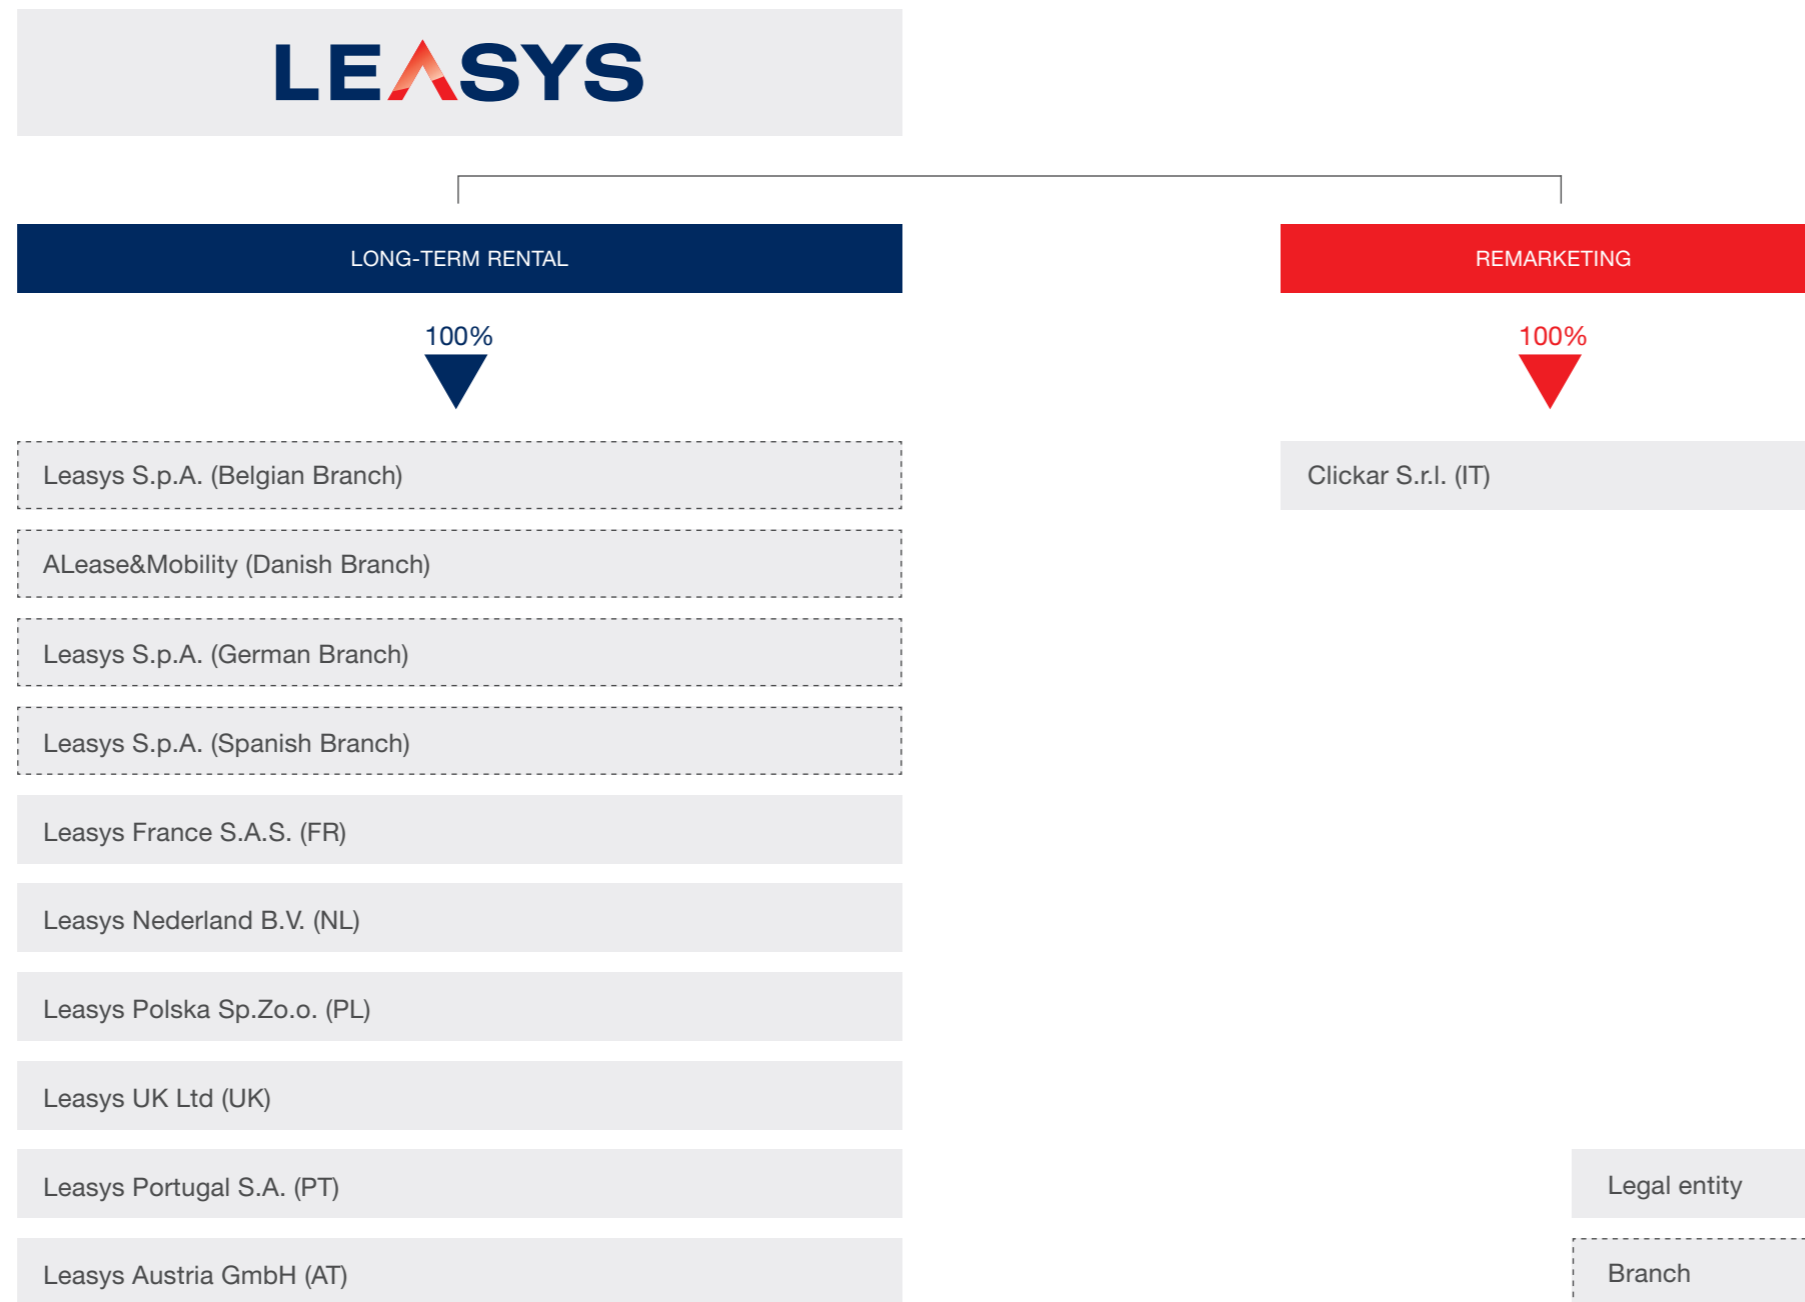 LEASYS
LONG-TERM RENTAL
100%
Leasys S.p.A. (Belgian Branch)
ALease&Mobility (Danish Branch)
Leasys S.p.A. (German Branch)
Leasys S.p.A. (Spanish Branch)
Leasys France S.A.S. (FR)
Leasys Nederland B.V. (NL)
Leasys Polska Sp.Zo.o. (PL)
Leasys UK Ltd (UK)
Leasys Portugal S.A. (PT)
Leasys Austria GmbH (AT)
REMARKETING
100%
Clickar S.r.l. (IT)
Legal entity
Branch